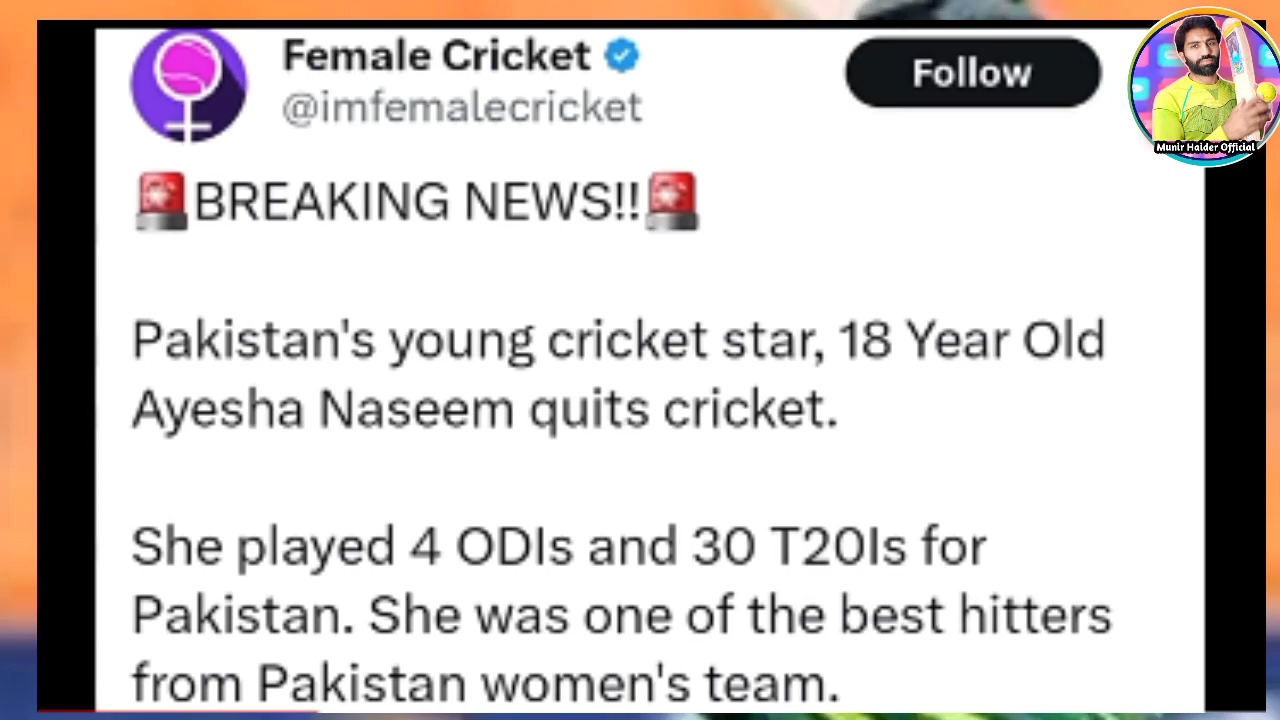 Female Cricket
@imfemalecricket
Follow
Munir Haider Official
🚨BREAKING NEWS!!🚨
Pakistan's young cricket star, 18 Year Old
Ayesha Naseem quits cricket.
She played 4 ODIs and 30 T20Is for
Pakistan. She was one of the best hitters
from Pakistan women's team.